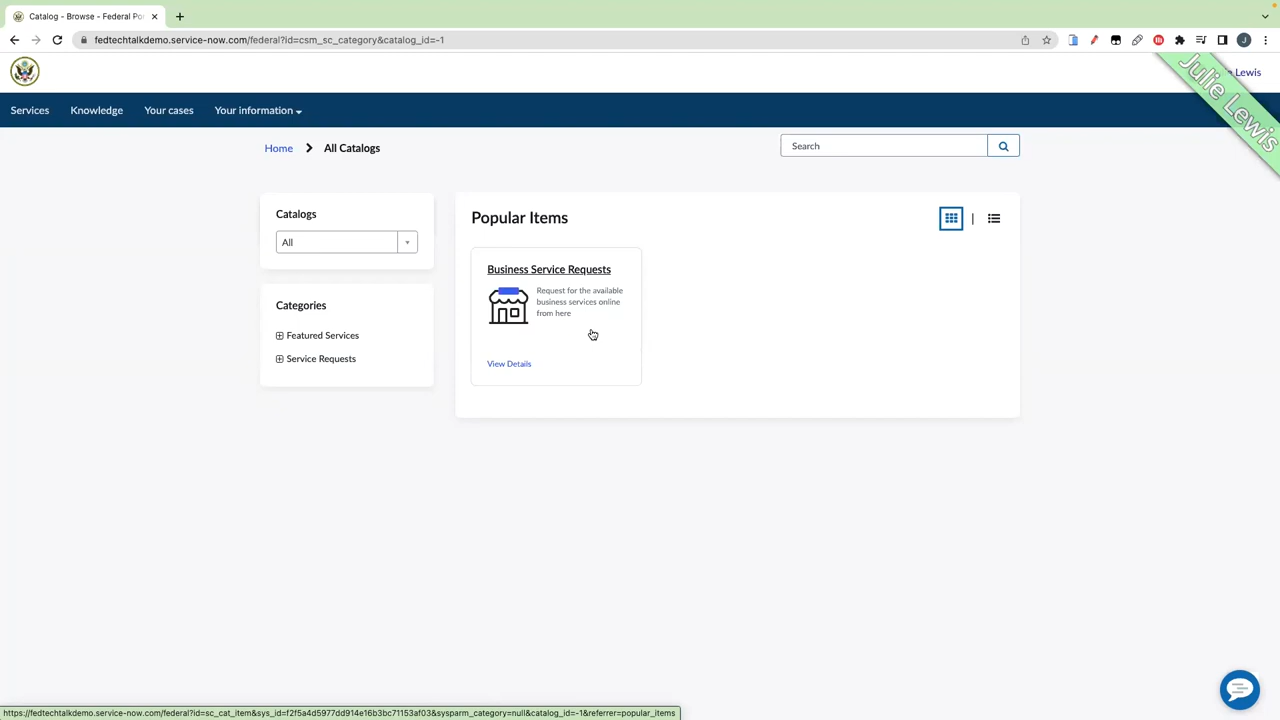 Catalog - Browse - Federal Po
fedtechtalkdemo.service-now.com/federal?id=csm_sc_category&catalog_id=-1
J
Lewis
Julie Lewis
Services Knowledge Your cases Your information
Home All Catalogs
Search
Catalogs
All
Categories
Featured Services
Service Requests
Popular Items
|
Business Service Requests
Request for the available
business services online
from here
View Details
https://fedtechtalkdemo.service-now.com/federal?id=sc_cat_item&sys_id=f2f5a4d5977dd914e16b3bc71153af03&sysparm_category=null&catalog_id=-1&referrer=popular_items